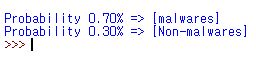 Probability 0.70% => [malwares]
Probability 0.30% => [Non-malwares]
>>>